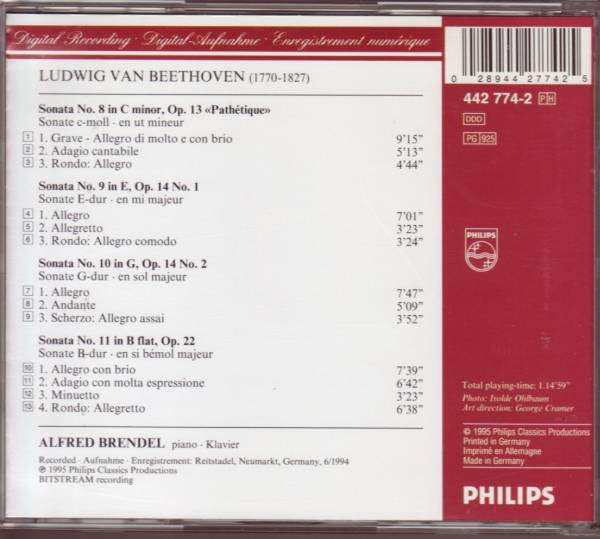 Digital Recording · Digital-Aufnahme · Enregistrement numérique
LUDWIG VAN BEETHOVEN (1770-1827)
Sonata No. 8 in C minor, Op. 13 «Pathétique»
Sonate c-moll · en ut mineur
1 1. Grave - Allegro di molto e con brio 9'15"
2 2. Adagio cantabile 5'13"
3 3. Rondo: Allegro 4'44"
Sonata No. 9 in E, Op. 14 No. 1
Sonate E-dur · en mi majeur
4 1. Allegro 7'01"
5 2. Allegretto 3'23"
6 3. Rondo: Allegro comodo 3'24"
Sonata No. 10 in G, Op. 14 No. 2
Sonate G-dur · en sol majeur
7 1. Allegro 7'47"
8 2. Andante 5'09"
9 3. Scherzo: Allegro assai 3'52"
Sonata No. 11 in B flat, Op. 22
Sonate B-dur · en si bémol majeur
10 1. Allegro con brio 7'39"
11 2. Adagio con molta espressione 6'42"
12 3. Minuetto 3'23"
13 4. Rondo: Allegretto 6'38"
ALFRED BRENDEL piano · Klavier
Recorded · Aufnahme · Enregistrement: Reitstadel, Neumarkt, Germany, 6/1994
℗ 1995 Philips Classics Productions
BITSTREAM recording
0 28944 27742 5
442 774-2 PH
DDD
PG 925
PHILIPS
Total playing-time: 1.14'59"
Photo: Isolde Ohlbaum
Art direction: George Cramer
© 1995 Philips Classics Productions
Printed in Germany
Imprimé en Allemagne
Made in Germany
PHILIPS